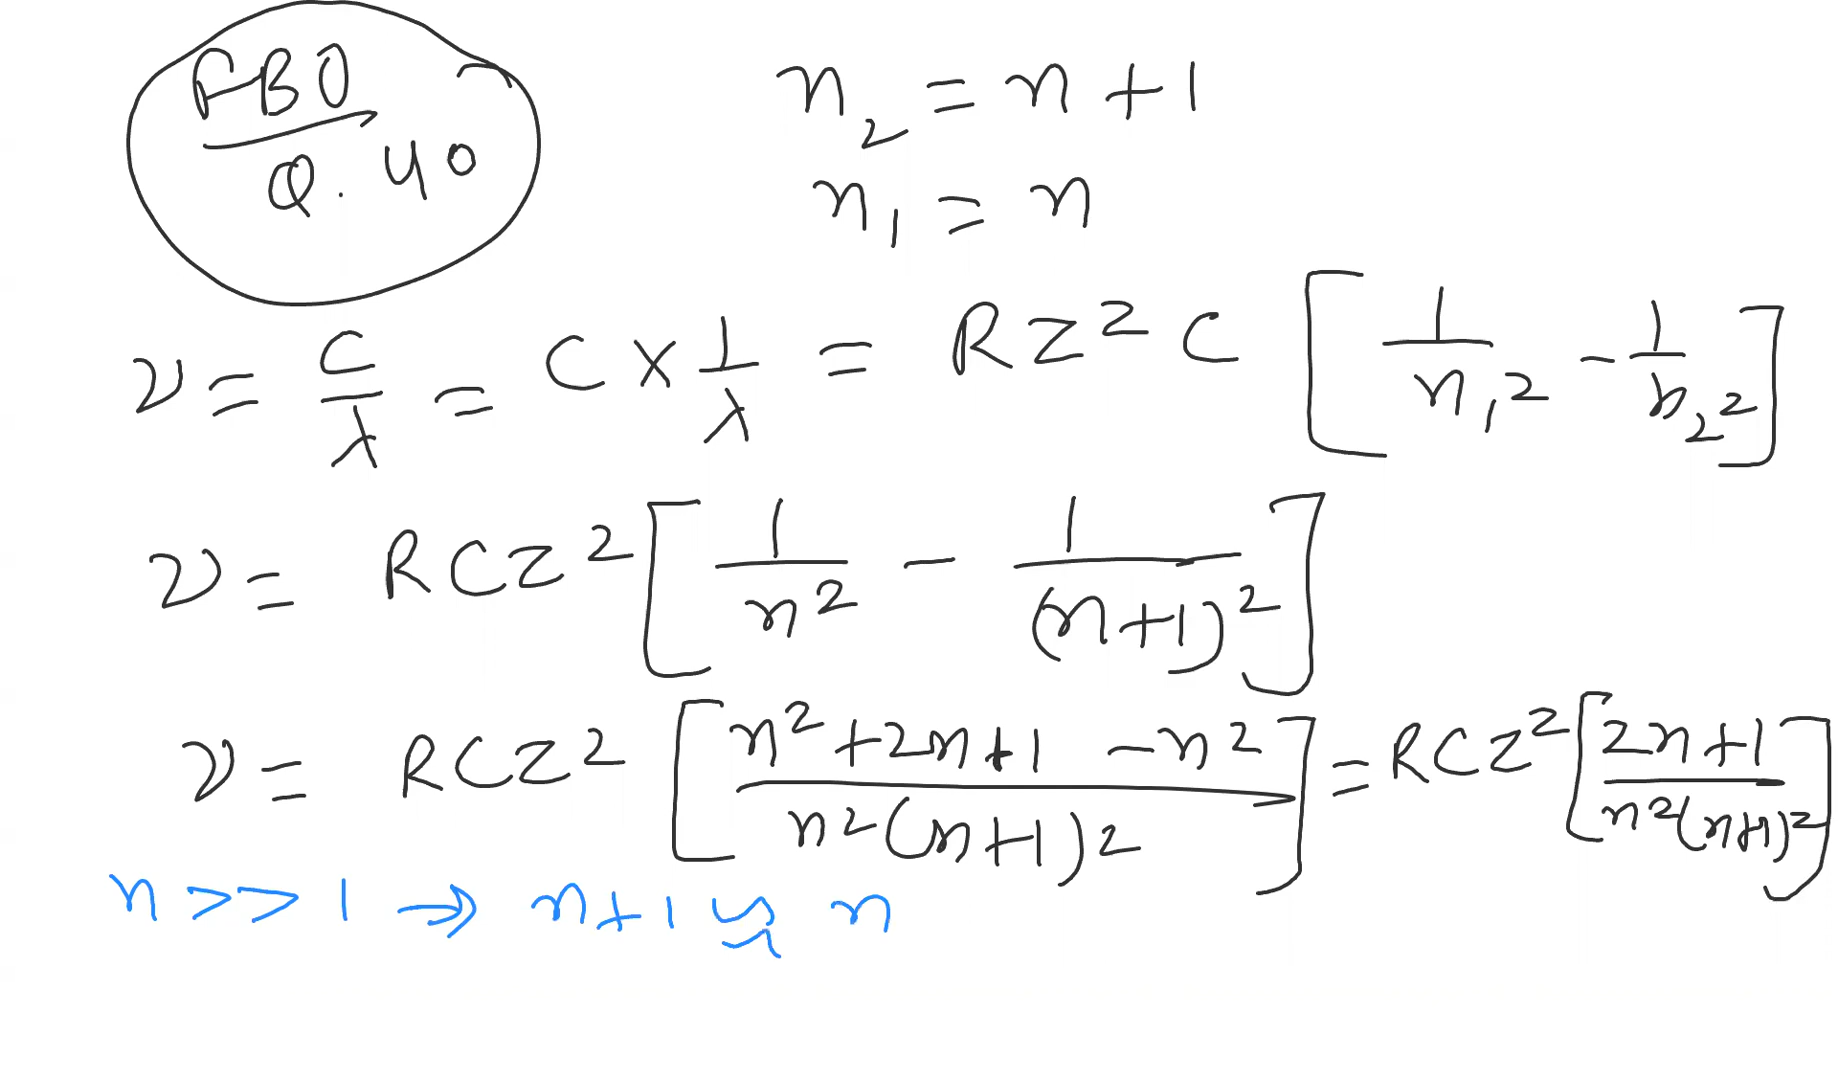 FBO
Q. 40
n₂ = n + 1
n₁ = n
ν = c/λ = c × 1/λ = RZ²C [1/n₁² - 1/n₂²]
ν = RCZ² [1/n² - 1/(n+1)²]
ν = RCZ² [(n²+2n+1 - n²)/(n²(n+1)²)] = RCZ² [(2n+1)/(n²(n+1)²)]
n >> 1 ⇒ n+1 ≈ n